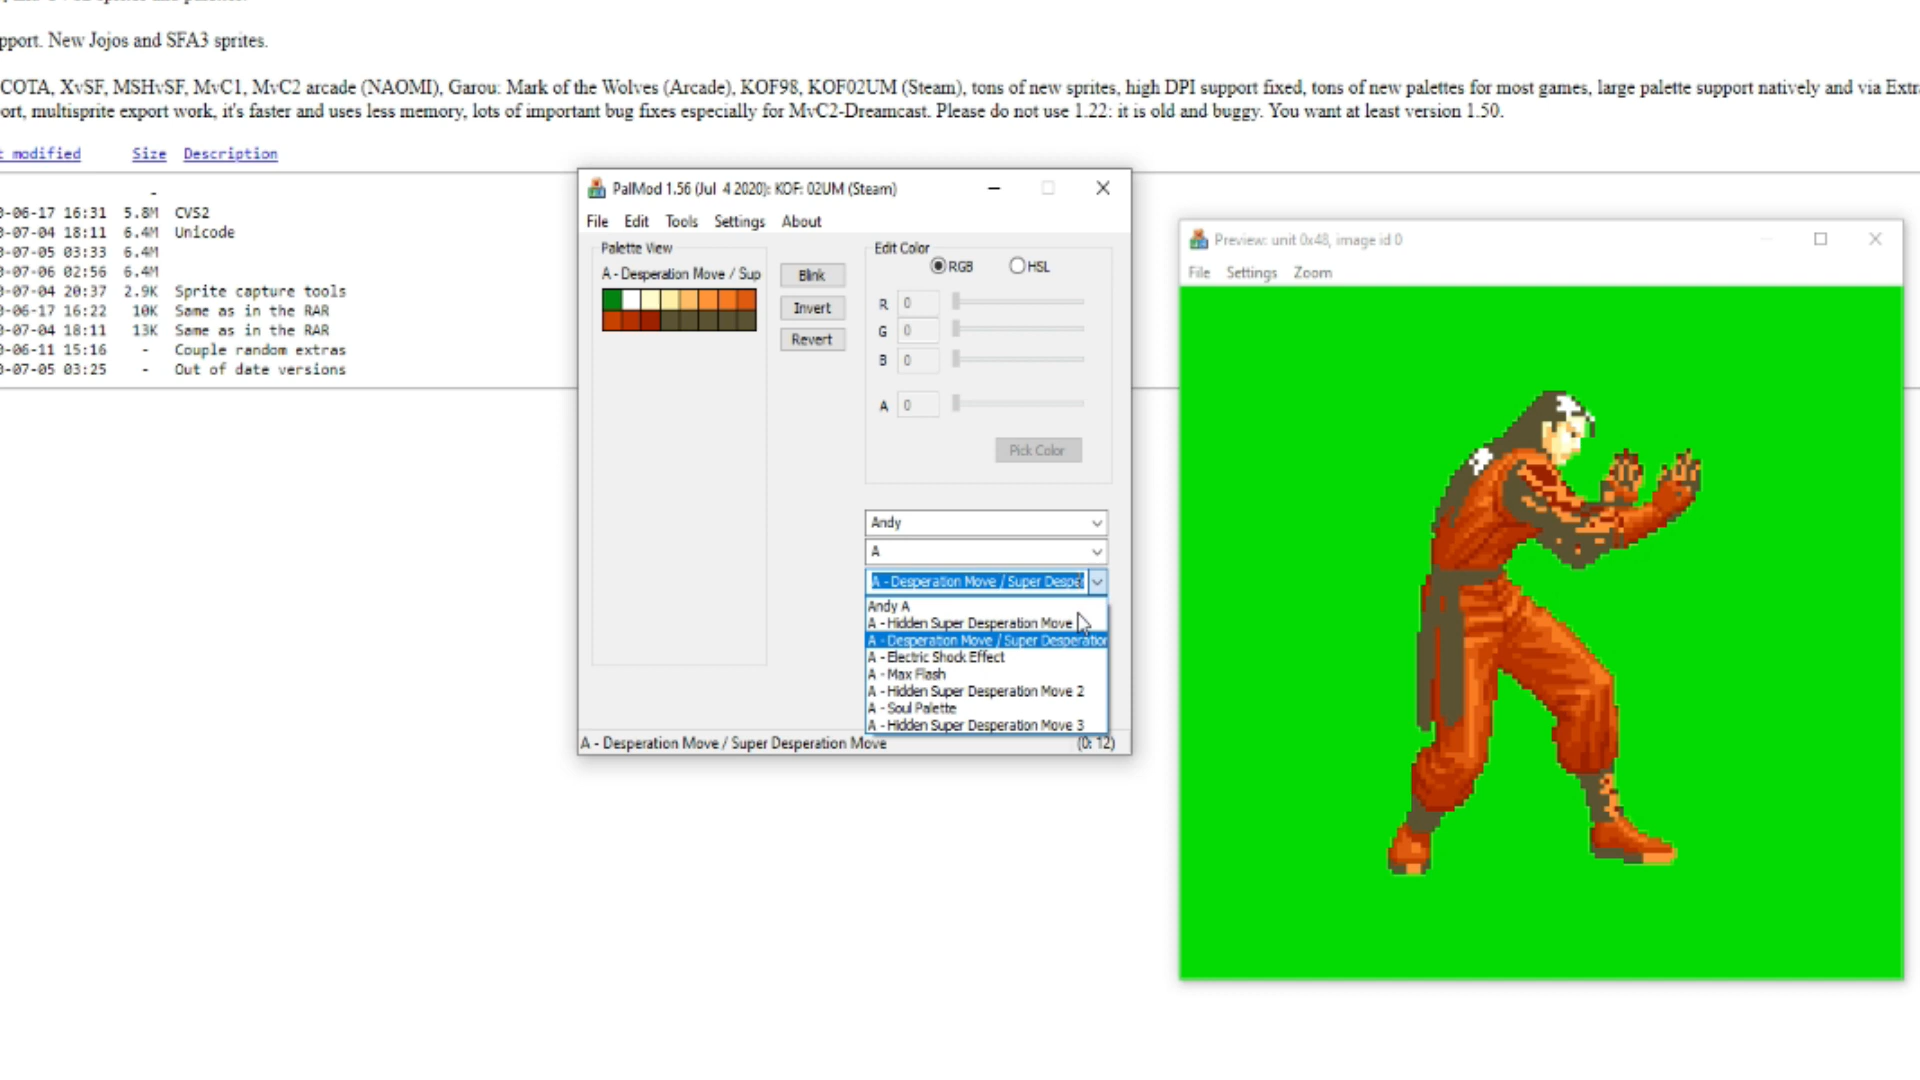 pport. New Jojos and SFA3 sprites.
COTA, XvSF, MSHvSF, MvC1, MvC2 arcade (NAOMI), Garou: Mark of the Wolves (Arcade), KOF98, KOF02UM (Steam), tons of new sprites, high DPI support fixed, tons of new palettes for most games, large palette support natively and via Extr
ort, multisprite export work, it's faster and uses less memory, lots of important bug fixes especially for MvC2-Dreamcast. Please do not use 1.22: it is old and buggy. You want at least version 1.50.
t modified Size Description
-
0-06-17 16:31 5.8M CVS2
0-07-04 18:11 6.4M Unicode
0-07-05 03:33 6.4M
0-07-06 02:56 6.4M
0-07-04 20:37 2.9K Sprite capture tools
0-06-17 16:22 10K Same as in the RAR
0-07-04 18:11 13K Same as in the RAR
0-06-11 15:16 - Couple random extras
0-07-05 03:25 - Out of date versions
PalMod 1.56 (Jul 4 2020): KOF: 02UM (Steam)
File Edit Tools Settings About
Palette View
A - Desperation Move / Sup
Blink
Invert
Revert
Edit Color
RGB HSL
R 0
G 0
B 0
A 0
Pick Color
Andy
A
A - Desperation Move / Super Despe
Andy A
A - Hidden Super Desperation Move
A - Desperation Move / Super Desperation
A - Electric Shock Effect
A - Max Flash
A - Hidden Super Desperation Move 2
A - Soul Palette
A - Hidden Super Desperation Move 3
A - Desperation Move / Super Desperation Move (0: 12)
Preview: unit 0x48, image id 0
File Settings Zoom